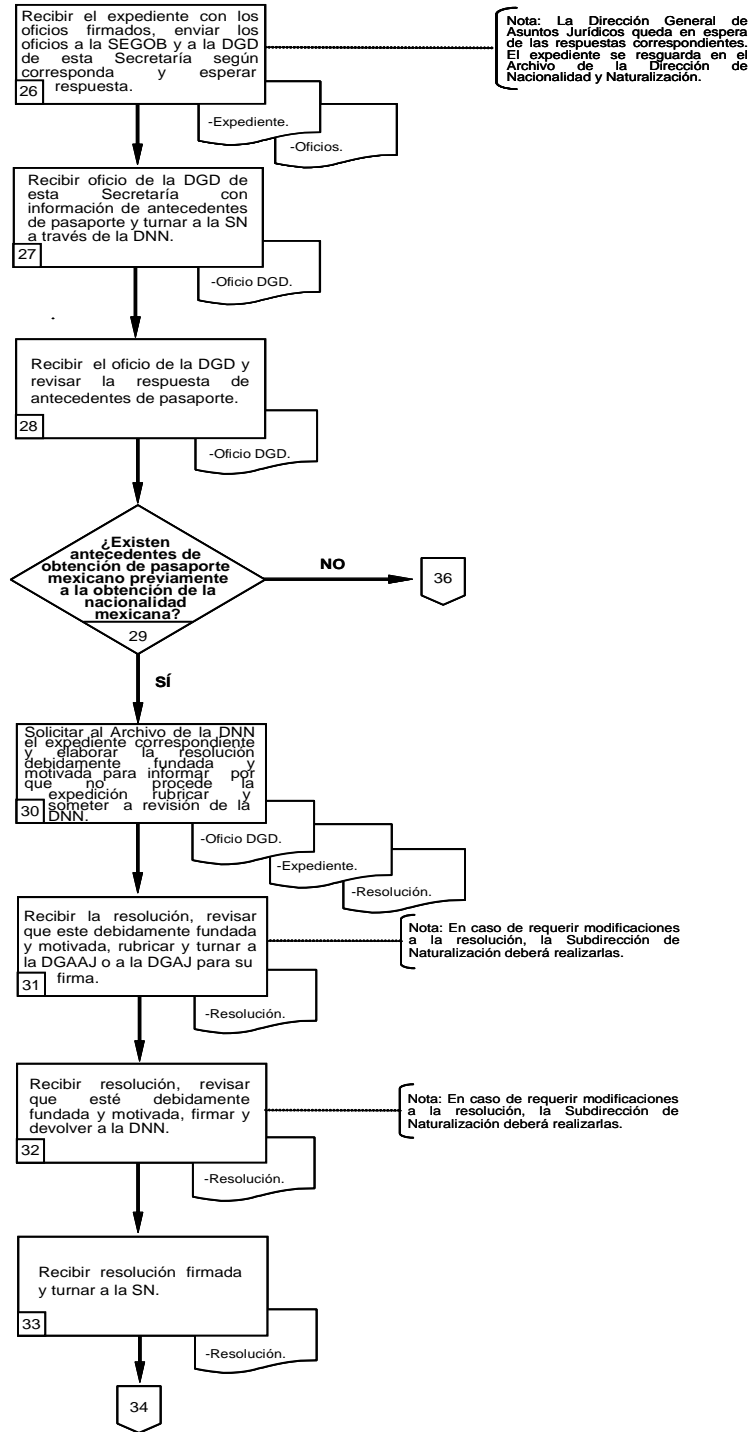 Recibir el expediente con los
oficios firmados, enviar los
oficios a la SEGOB y a la DGD
de esta Secretaría según
corresponda y esperar
respuesta.
26
Nota: La Dirección General de
Asuntos Jurídicos queda en espera
de las respuestas correspondientes.
El expediente se resguarda en el
Archivo de la Dirección de
Nacionalidad y Naturalización.
-Expediente.
-Oficios.
Recibir oficio de la DGD de
esta Secretaría con
información de antecedentes
de pasaporte y turnar a la SN
a través de la DNN.
27
-Oficio DGD.
Recibir el oficio de la DGD y
revisar la respuesta de
antecedentes de pasaporte.
28
-Oficio DGD.
¿Existen
antecedentes de
obtención de pasaporte
mexicano previamente
a la obtención de la
nacionalidad
mexicana?
29
NO
36
SÍ
Solicitar al Archivo de la DNN
el expediente correspondiente
y elaborar la resolución
debidamente fundada y
motivada para informar por
que no procede la
expedición rubricar y
someter a revisión de la
DNN.
30
-Oficio DGD.
-Expediente.
-Resolución.
Recibir la resolución, revisar
que este debidamente fundada
y motivada, rubricar y turnar a
la DGAAJ o a la DGAJ para su
firma.
31
Nota: En caso de requerir modificaciones
a la resolución, la Subdirección de
Naturalización deberá realizarlas.
-Resolución.
Recibir resolución, revisar
que esté debidamente
fundada y motivada, firmar y
devolver a la DNN.
32
Nota: En caso de requerir modificaciones
a la resolución, la Subdirección de
Naturalización deberá realizarlas.
-Resolución.
Recibir resolución firmada
y turnar a la SN.
33
-Resolución.
34